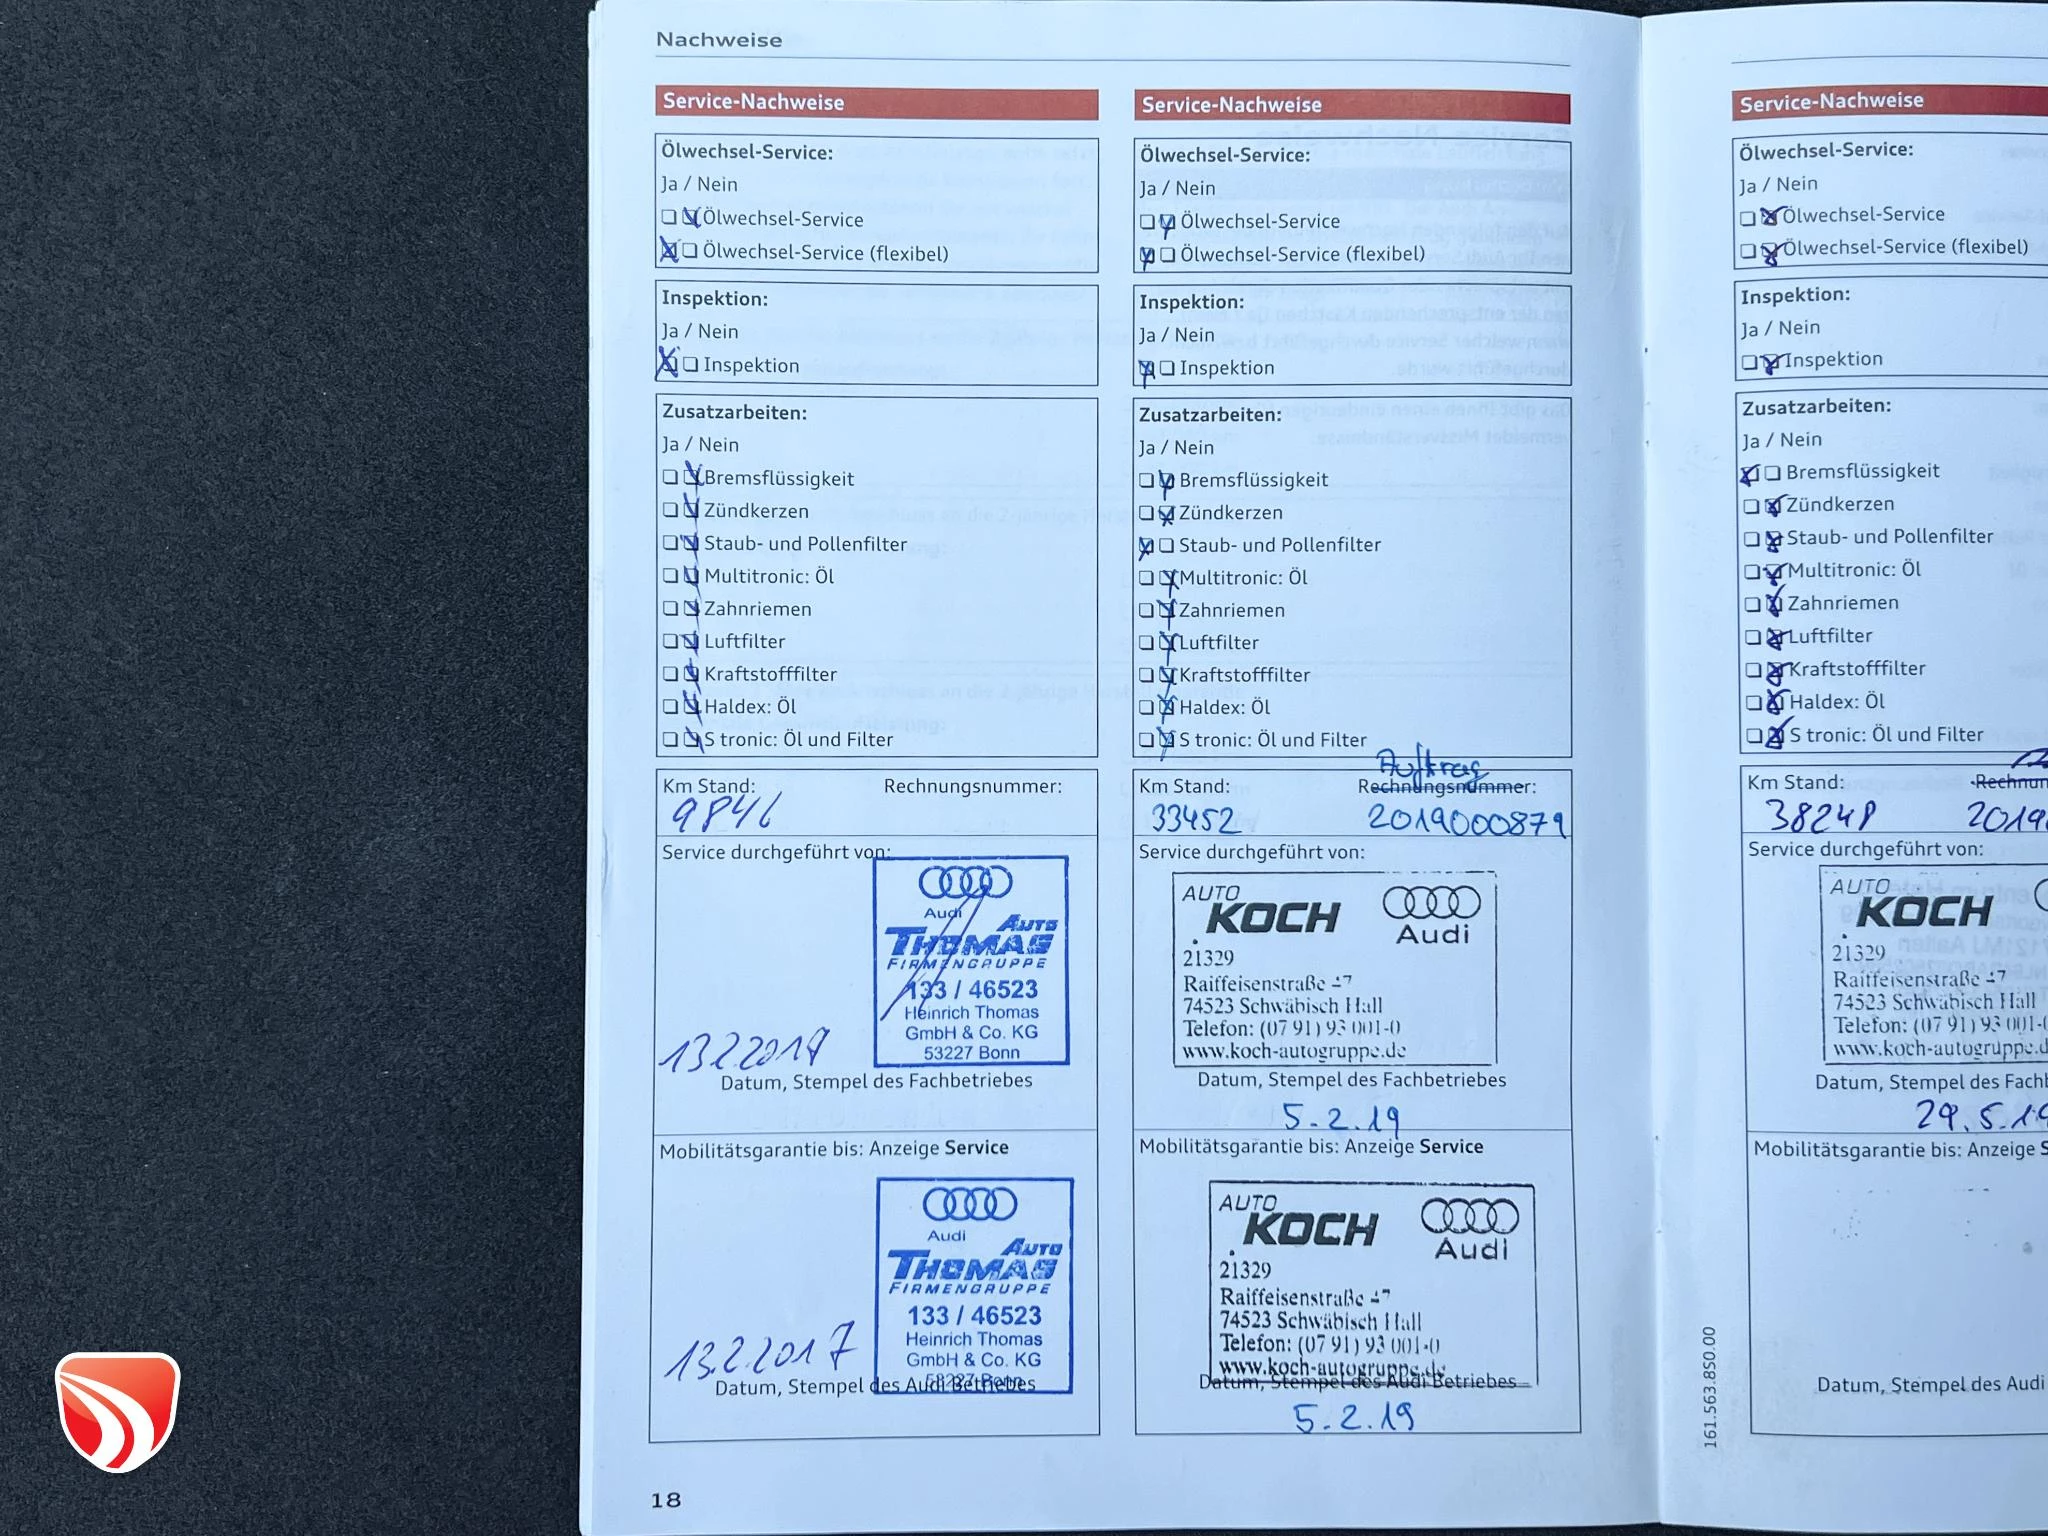 Nachweise
Service-Nachweise
Ölwechsel-Service:
Ja / Nein
Ölwechsel-Service
Ölwechsel-Service (flexibel)
Inspektion:
Ja / Nein
Inspektion
Zusatzarbeiten:
Ja / Nein
Bremsflüssigkeit
Zündkerzen
Staub- und Pollenfilter
Multitronic: Öl
Zahnriemen
Luftfilter
Kraftstofffilter
Haldex: Öl
S tronic: Öl und Filter
Km Stand: Rechnungsnummer:
9846
Service durchgeführt von:
Audi
AUTO
THOMAS
FIRMENGRUPPE
133 / 46523
Heinrich Thomas
GmbH & Co. KG
53227 Bonn
13.2.2017
Datum, Stempel des Fachbetriebes
Mobilitätsgarantie bis: Anzeige Service
Audi
AUTO
THOMAS
FIRMENGRUPPE
133 / 46523
Heinrich Thomas
GmbH & Co. KG
53227 Bonn
13.2.2017
Datum, Stempel des Audi Betriebes
18
Service-Nachweise
Ölwechsel-Service:
Ja / Nein
Ölwechsel-Service
Ölwechsel-Service (flexibel)
Inspektion:
Ja / Nein
Inspektion
Zusatzarbeiten:
Ja / Nein
Bremsflüssigkeit
Zündkerzen
Staub- und Pollenfilter
Multitronic: Öl
Zahnriemen
Luftfilter
Kraftstofffilter
Haldex: Öl
S tronic: Öl und Filter
Auftrag
Km Stand: Rechnungsnummer:
33452 2019000879
Service durchgeführt von:
AUTO
KOCH
Audi
21329
Raiffeisenstraße 47
74523 Schwäbisch Hall
Telefon: (07 91) 93 001-0
www.koch-autogruppe.de
Datum, Stempel des Fachbetriebes
5.2.19
Mobilitätsgarantie bis: Anzeige Service
AUTO
KOCH
Audi
21329
Raiffeisenstraße 47
74523 Schwäbisch Hall
Telefon: (07 91) 93 001-0
www.koch-autogruppe.de
Datum, Stempel des Audi Betriebes
5.2.19
161.563.850.00
Service-Nachweise
Ölwechsel-Service:
Ja / Nein
Ölwechsel-Service
Ölwechsel-Service (flexibel)
Inspektion:
Ja / Nein
Inspektion
Zusatzarbeiten:
Ja / Nein
Bremsflüssigkeit
Zündkerzen
Staub- und Pollenfilter
Multitronic: Öl
Zahnriemen
Luftfilter
Kraftstofffilter
Haldex: Öl
S tronic: Öl und Filter
Km Stand: Rechnun
38248 2019
Service durchgeführt von:
AUTO
KOCH
21329
Raiffeisenstraße 47
74523 Schwäbisch Hall
Telefon: (07 91) 93 001-
www.koch-autogruppe.d
Datum, Stempel des Fachb
29.5.19
Mobilitätsgarantie bis: Anzeige S
Datum, Stempel des Audi